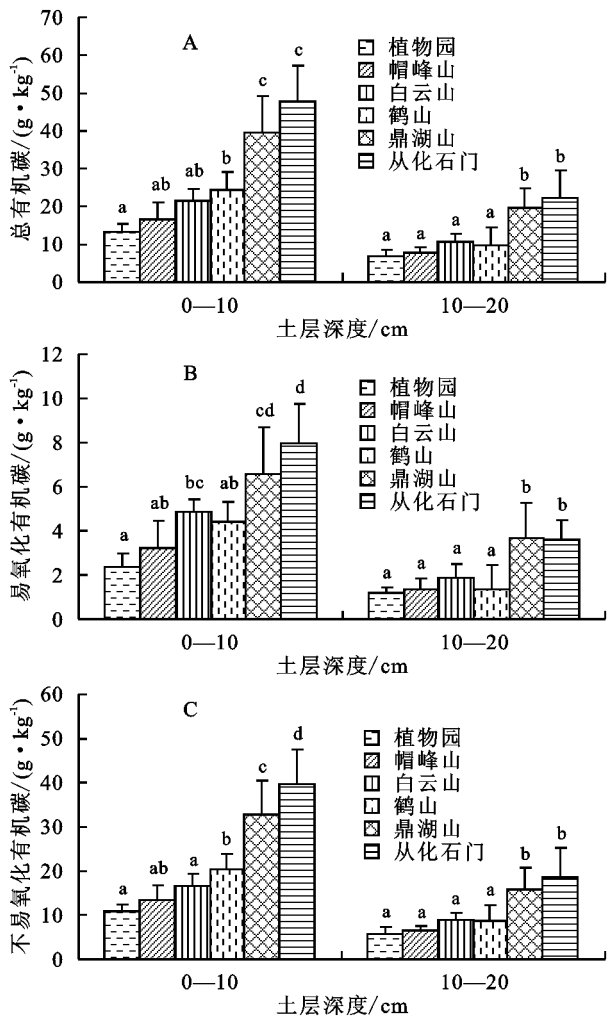 总有机碳/(g·kg⁻¹)
70
60
50
40
30
20
10
0
A
a
ab
ab
b
c
c
a
a
a
a
b
b
植物园
帽峰山
白云山
鹤山
鼎湖山
从化石门
0—10
10—20
土层深度/cm
易氧化有机碳/(g·kg⁻¹)
12
10
8
6
4
2
0
B
a
ab
bc
ab
cd
d
a
a
a
a
b
b
植物园
帽峰山
白云山
鹤山
鼎湖山
从化石门
0—10
10—20
土层深度/cm
不易氧化有机碳/(g·kg⁻¹)
60
50
40
30
20
10
0
C
a
ab
a
b
c
d
a
a
a
a
b
b
植物园
帽峰山
白云山
鹤山
鼎湖山
从化石门
0—10
10—20
土层深度/cm